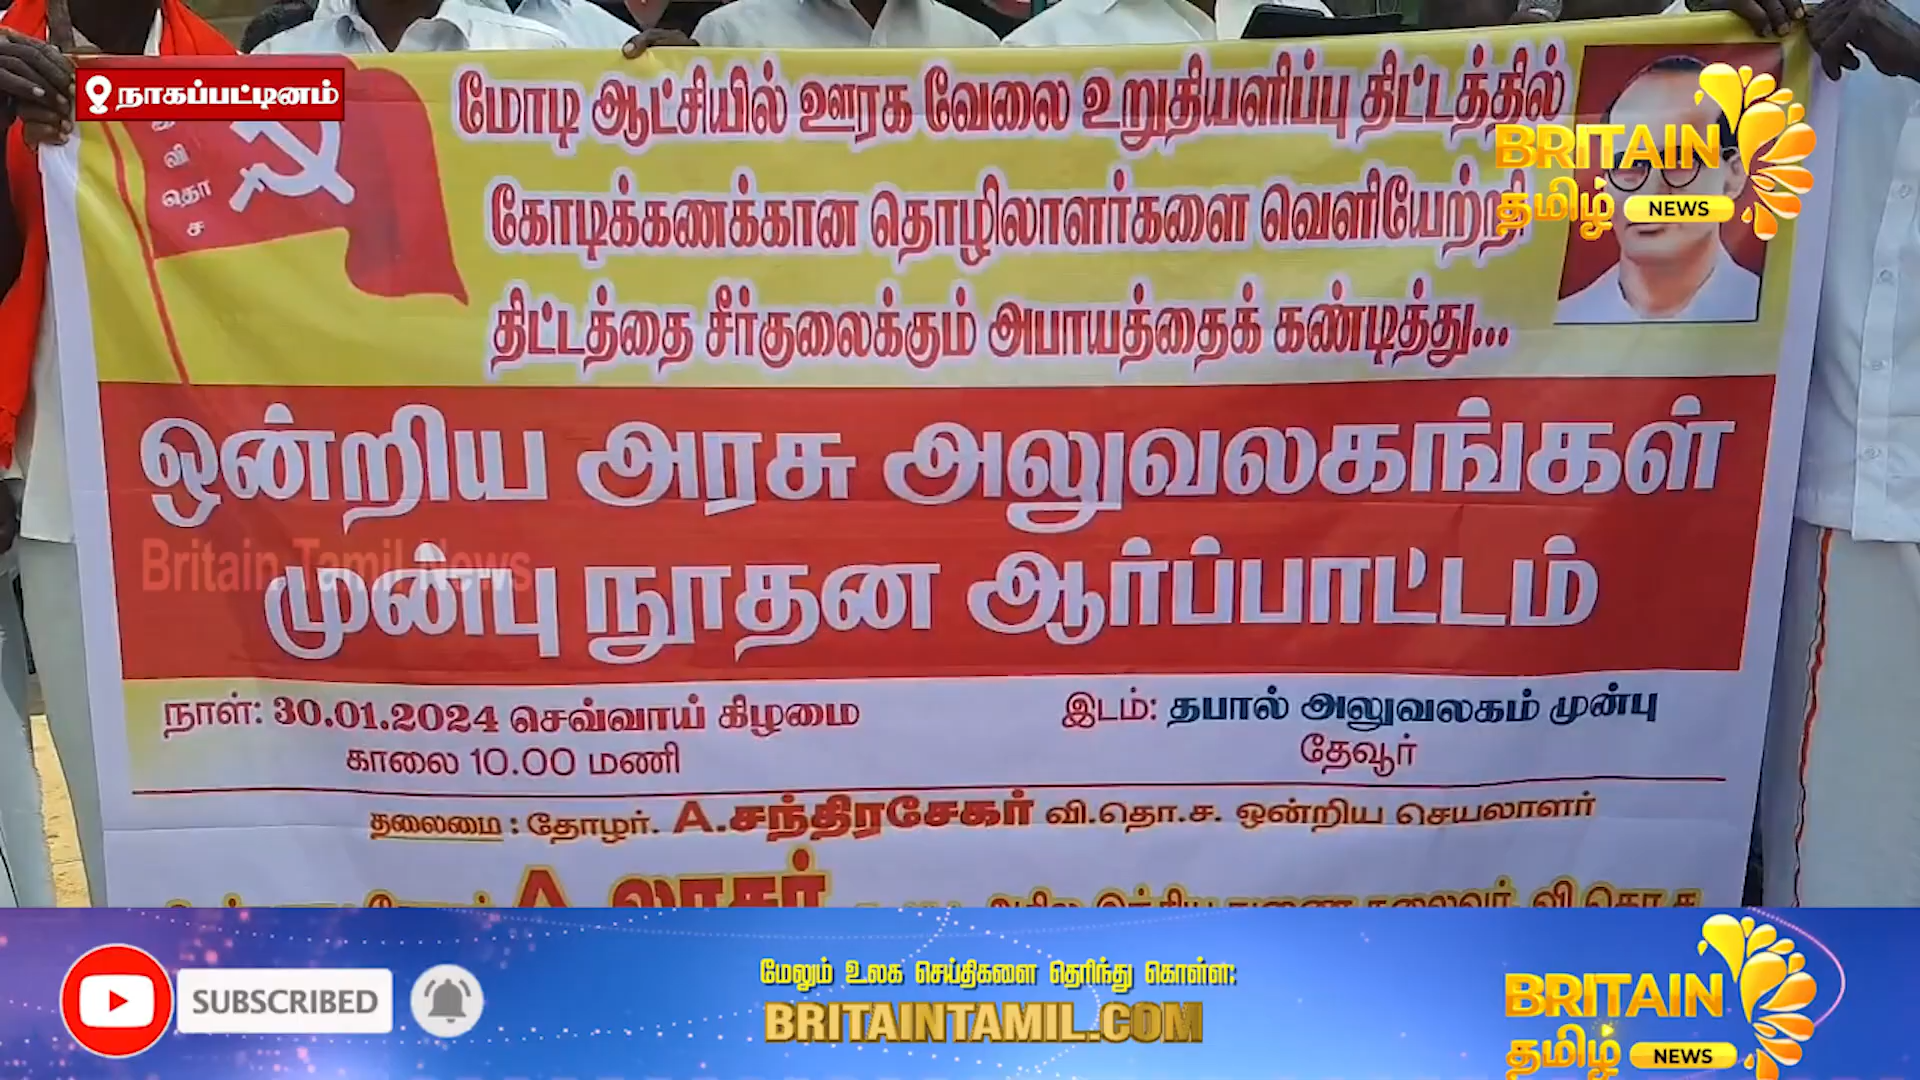 நாகப்பட்டினம்
வி
தொ
ச
மோடி ஆட்சியில் ஊரக வேலை உறுதியளிப்பு திட்டத்தில்
கோடிக்கணக்கான தொழிலாளர்களை வெளியேற்றி
திட்டத்தை சீர்குலைக்கும் அபாயத்தைக் கண்டித்து...
BRITAIN
தமிழ் NEWS
ஒன்றிய அரசு அலுவலகங்கள்
Britain Tamil News
முன்பு நூதன ஆர்ப்பாட்டம்
நாள்: 30.01.2024 செவ்வாய் கிழமை
காலை 10.00 மணி
இடம்: தபால் அலுவலகம் முன்பு
தேவூர்
தலைமை : தோழர். A.சந்திரசேகர் வி.தொ.ச. ஒன்றிய செயலாளர்
SUBSCRIBED
மேலும் உலக செய்திகளை தெரிந்து கொள்ள:
BRITAINTAMIL.COM
BRITAIN
தமிழ் NEWS